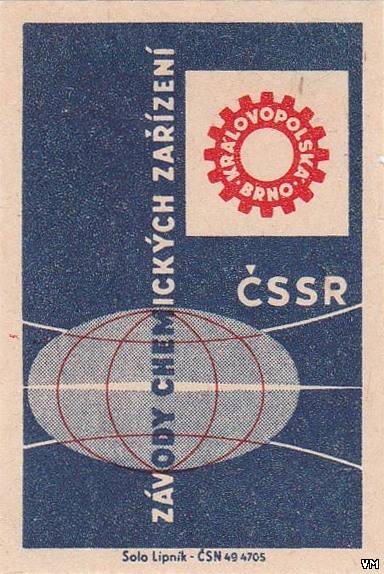 ZÁVODY CHEMICKÝCH ZAŘÍZENÍ
KRÁLOVOPOLSKÁ
· BRNO ·
ČSSR
Solo Lipník - ČSN 49 4705
VM